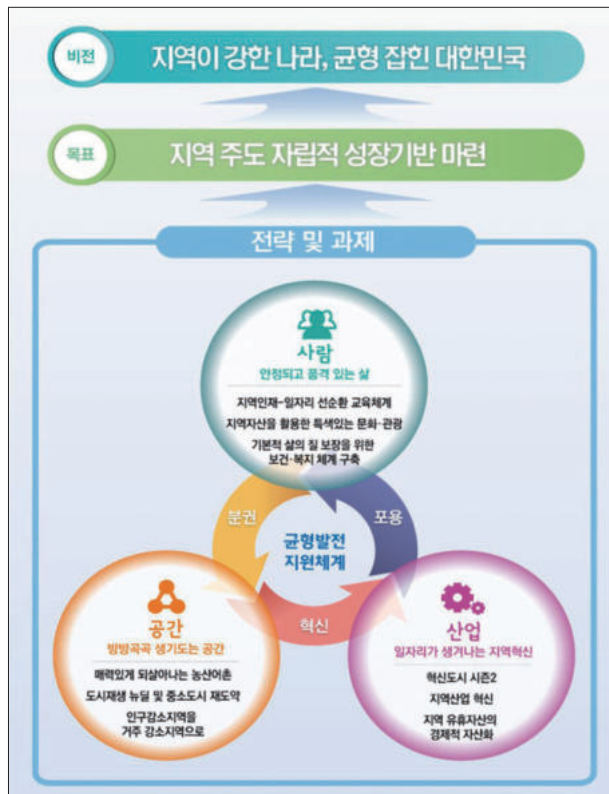 비전
지역이 강한 나라, 균형 잡힌 대한민국
목표
지역 주도 자립적 성장기반 마련
전략 및 과제
사람
안정되고 품격 있는 삶
지역인재-일자리 선순환 교육체계
지역자산을 활용한 특색있는 문화·관광
기본적 삶의 질 보장을 위한
보건·복지 체계 구축
분권
포용
균형발전
지원체계
혁신
공간
방방곡곡 생기도는 공간
매력있게 되살아나는 농산어촌
도시재생 뉴딜 및 중소도시 재도약
인구감소지역을
거주 강소지역으로
산업
일자리가 생겨나는 지역혁신
혁신도시 시즌2
지역산업 혁신
지역 유휴자산의
경제적 자산화